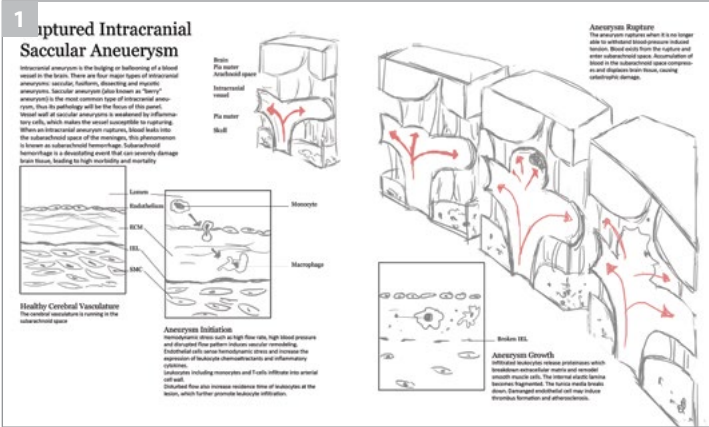 1
uptured Intracranial
Saccular Aneuerysm
Intracranial aneurysm is the bulging or ballooning of a blood
vessel in the brain. There are four major types of intracranial
aneurysms: saccular, fusiform, dissecting and mycotic
aneurysms. Saccular aneurysm (also known as "berry"
aneurysm) is the most common type of intracranial aneu-
rysm, thus its pathology will be the focus of this panel.
Vessel wall at saccular aneurysms is weakened by inflamma-
tory cells, which makes the vessel susceptible to rupturing.
When an intracranial aneurysm ruptures, blood leaks into
the subarachnoid space of the meninges, this phenomenon
is known as subarachnoid hemorrhage. Subarachnoid
hemorrhage is a devastating event that can severely damage
brain tissue, leading to high morbidity and mortality
Brain
Pia mater
Arachnoid space
Intracranial
vessel
Pia mater
Skull
Lumen
Endothelium
ECM
IEL
SMC
Monocyte
Macrophage
Healthy Cerebral Vasculature
The cerebral vasculature is running in the
subarachnoid space
Aneurysm Initiation
Hemodynamic stress such as high flow rate, high blood pressure
and disrupted flow pattern induces vascular remodeling.
Endothelial cells sense hemodynamic stress and increase the
expression of leukocyte chemoattractants and inflammatory
cytokines.
Leukocytes including monocytes and T-cells infiltrate into arterial
cell wall.
Disturbed flow also increase residence time of leukocytes at the
lesion, which further promote leukocyte infiltration.
Aneurysm Rupture
The aneurysm ruptures when it is no longer
able to withstand blood-pressure induced
tension. Blood exists from the rupture and
enter subarachnoid space. Accumulation of
blood in the subarachnoid space compress-
es and displaces brain tissue, causing
catastrophic damage.
Broken IEL
Aneurysm Growth
Infiltrated leukocytes release proteinases which
breakdown extracellular matrix and remodel
smooth muscle cells. The internal elastic lamina
becomes fragmented. The tunica media breaks
down. Damanged endothelial cell may induce
thrombus formation and atherosclerosis.